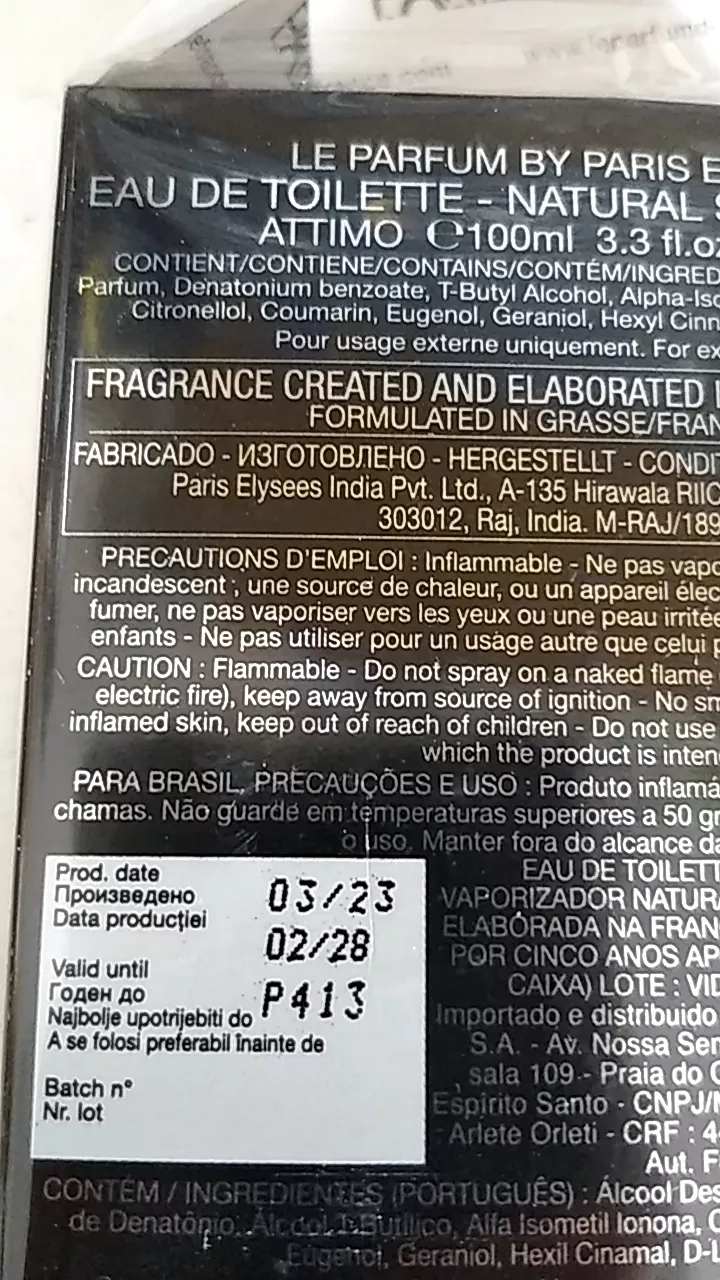 LE PARFUM BY PARIS E
EAU DE TOILETTE - NATURAL
ATTIMO ℮100ml 3.3 fl.oz
CONTIENT/CONTIENE/CONTAINS/CONTÉM/INGRED
Parfum, Denatonium benzoate, T-Butyl Alcohol, Alpha-Iso
Citronellol, Coumarin, Eugenol, Geraniol, Hexyl Cinn
Pour usage externe uniquement. For ex
FRAGRANCE CREATED AND ELABORATED
FORMULATED IN GRASSE/FRAN
FABRICADO - ИЗГОТОВЛЕНО - HERGESTELLT - CONDI
Paris Elysees India Pvt. Ltd., A-135 Hirawala RIIC
303012, Raj, India. M-RAJ/189
PRECAUTIONS D'EMPLOI : Inflammable - Ne pas vapo
incandescent ; une source de chaleur, ou un appareil élec
fumer, ne pas vaporiser vers les yeux ou une peau irritée
enfants - Ne pas utiliser pour un usage autre que celui p
CAUTION : Flammable - Do not spray on a naked flame
electric fire), keep away from source of ignition - No sm
inflamed skin, keep out of reach of children - Do not use
which the product is inten
PARA BRASIL, PRECAUÇÕES E USO : Produto inflamá
chamas. Não guarde em temperaturas superiores a 50 gr
o uso. Manter fora do alcance da
Prod. date
Произведено 03/23
Data producţiei
02/28
Valid until
Годен до P413
Najbolje upotrijebiti do
A se folosi preferabil înainte de
Batch n°
Nr. lot
EAU DE TOILETT
VAPORIZADOR NATURA
ELABORADA NA FRAN
POR CINCO ANOS AP
CAIXA) LOTE : VID
Importado e distribuido
S.A. - Av. Nossa Sen
sala 109 - Praia do C
Espirito Santo - CNPJ/M
Arlete Orleti - CRF : 4
Aut. F
CONTÉM / INGREDIENTES (PORTUGUÊS) : Álcool Des
de Denatônio, Álcool T-Butílico, Alfa Isometil Ionona, C
Eugenol, Geraniol, Hexil Cinamal, D-L